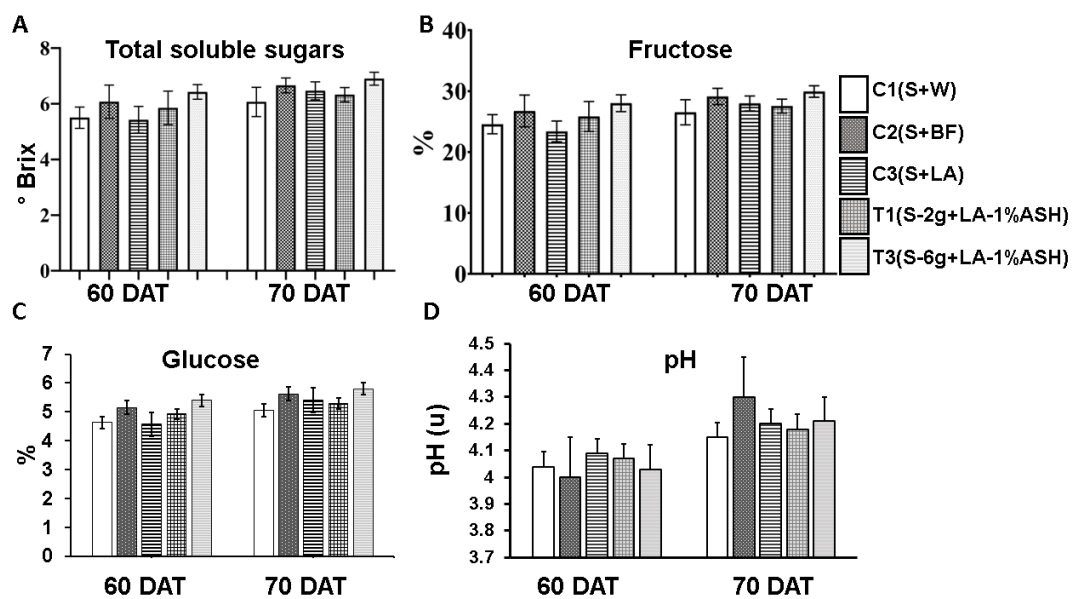 A
Total soluble sugars
8
6
4
2
0
° Brix
60 DAT 70 DAT
B
Fructose
40
30
20
10
0
%
60 DAT 70 DAT
C1(S+W)
C2(S+BF)
C3(S+LA)
T1(S-2g+LA-1%ASH)
T3(S-6g+LA-1%ASH)
C
Glucose
7
6
5
4
3
2
1
0
%
60 DAT 70 DAT
D
pH
4.5
4.4
4.3
4.2
4.1
4
3.9
3.8
3.7
pH (u)
60 DAT 70 DAT